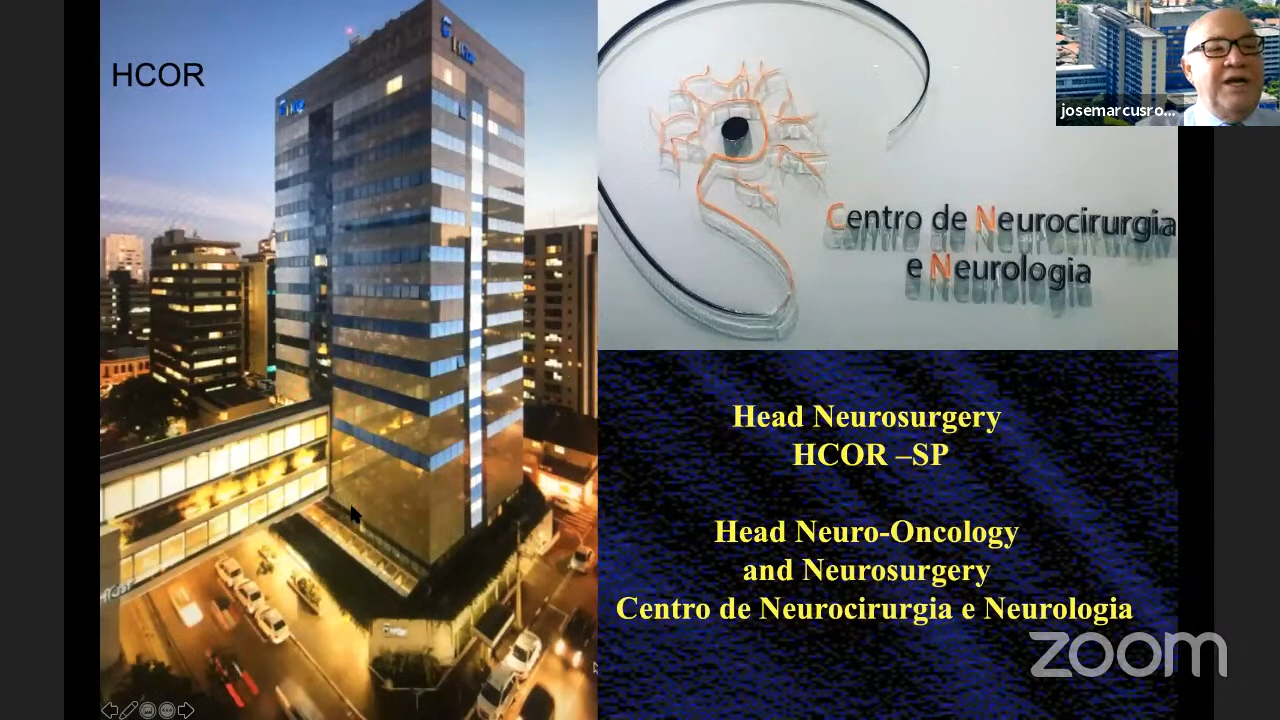 HCOR
josemarcusro...
Centro de Neurocirurgia
e Neurologia
Head Neurosurgery
HCOR –SP
Head Neuro-Oncology
and Neurosurgery
Centro de Neurocirurgia e Neurologia
zoom